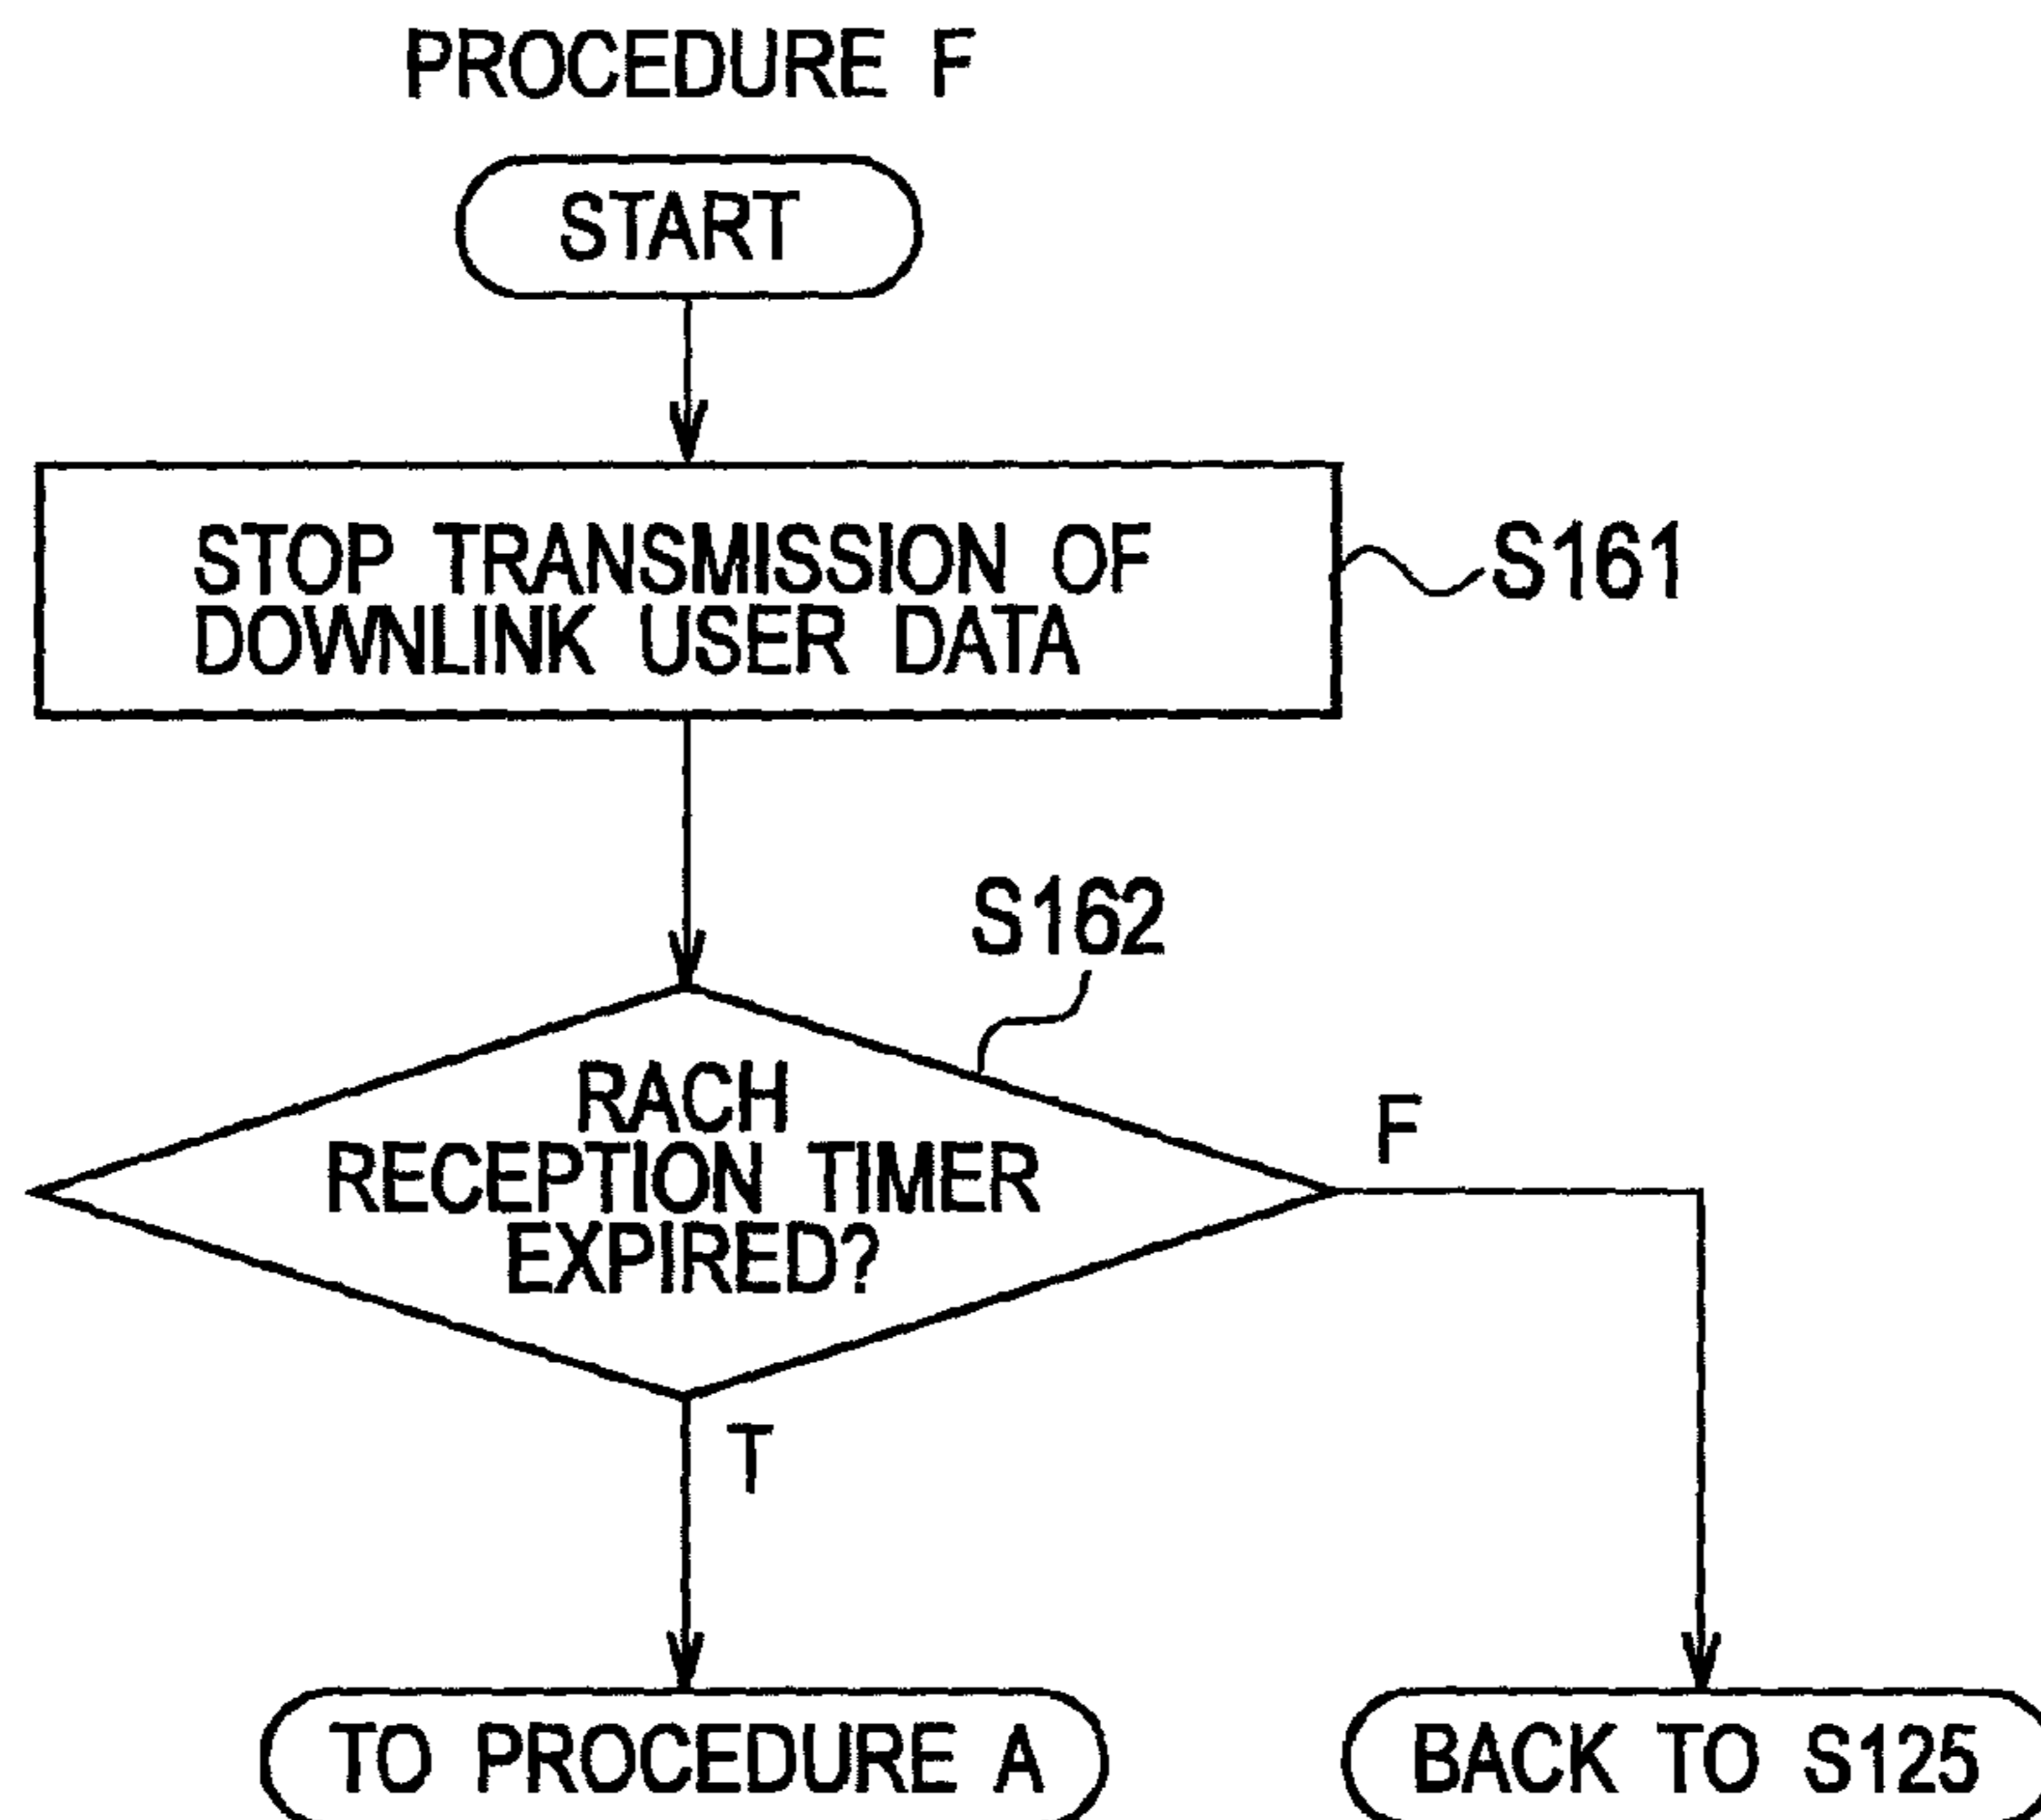 PROCEDURE F
START
STOP TRANSMISSION OF
DOWNLINK USER DATA
S161
S162
RACH
RECEPTION TIMER
EXPIRED?
F
T
TO PROCEDURE A
BACK TO S125